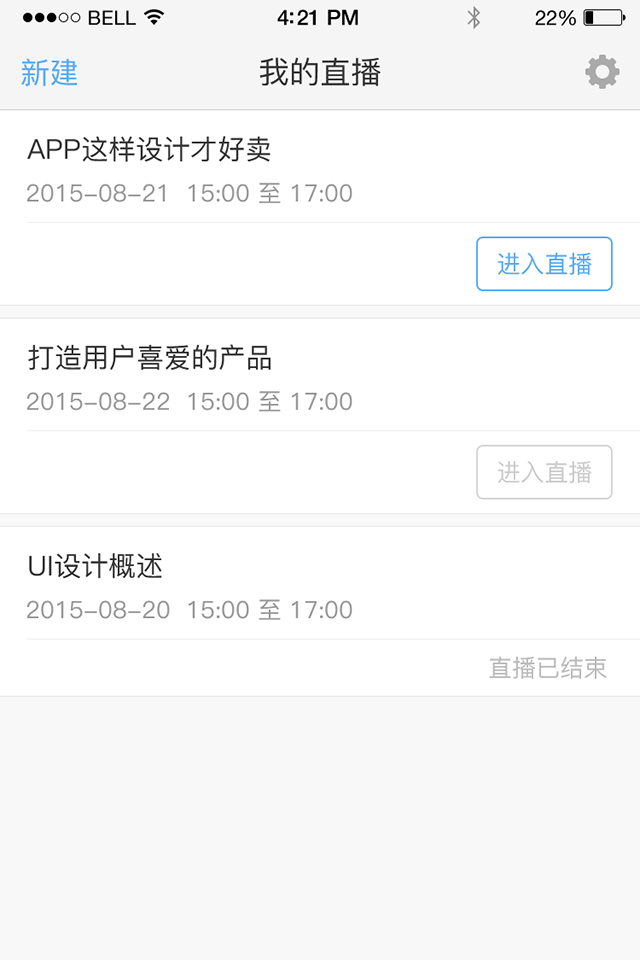 BELL 4:21 PM 22%
新建 我的直播
APP这样设计才好卖
2015-08-21 15:00 至 17:00
进入直播
打造用户喜爱的产品
2015-08-22 15:00 至 17:00
进入直播
UI设计概述
2015-08-20 15:00 至 17:00
直播已结束